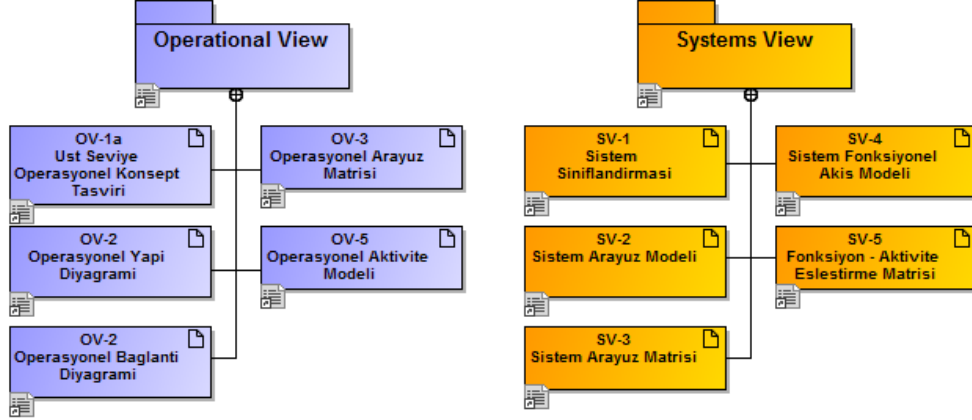 Operational View
OV-1a
Ust Seviye
Operasyonel Konsept
Tasviri
OV-3
Operasyonel Arayuz
Matrisi
OV-2
Operasyonel Yapi
Diyagrami
OV-5
Operasyonel Aktivite
Modeli
OV-2
Operasyonel Baglanti
Diyagrami
Systems View
SV-1
Sistem
Siniflandirmasi
SV-4
Sistem Fonksiyonel
Akis Modeli
SV-2
Sistem Arayuz Modeli
SV-5
Fonksiyon - Aktivite
Eslestirme Matrisi
SV-3
Sistem Arayuz Matrisi